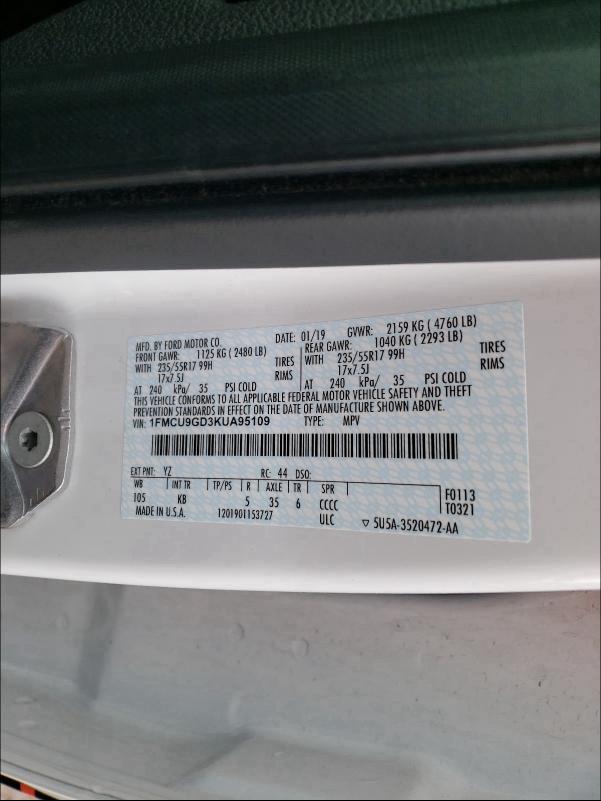 MFD. BY FORD MOTOR CO. DATE: 01/19 GVWR: 2159 KG ( 4760 LB)
FRONT GAWR: 1125 KG ( 2480 LB) REAR GAWR: 1040 KG ( 2293 LB)
WITH 235/55R17 99H TIRES WITH 235/55R17 99H TIRES
17x7.5J RIMS 17x7.5J RIMS
AT 240 kPa/ 35 PSI COLD AT 240 kPa/ 35 PSI COLD
THIS VEHICLE CONFORMS TO ALL APPLICABLE FEDERAL MOTOR VEHICLE SAFETY AND THEFT
PREVENTION STANDARDS IN EFFECT ON THE DATE OF MANUFACTURE SHOWN ABOVE.
VIN: 1FMCU9GD3KUA95109 TYPE: MPV
EXT PNT: YZ RC: 44 DSO:
WB INT TR TP/PS R AXLE TR SPR F0113
105 KB 5 35 6 CCCC T0321
MADE IN U.S.A. 1201901153727 ULC ▽ 5U5A-3520472-AA